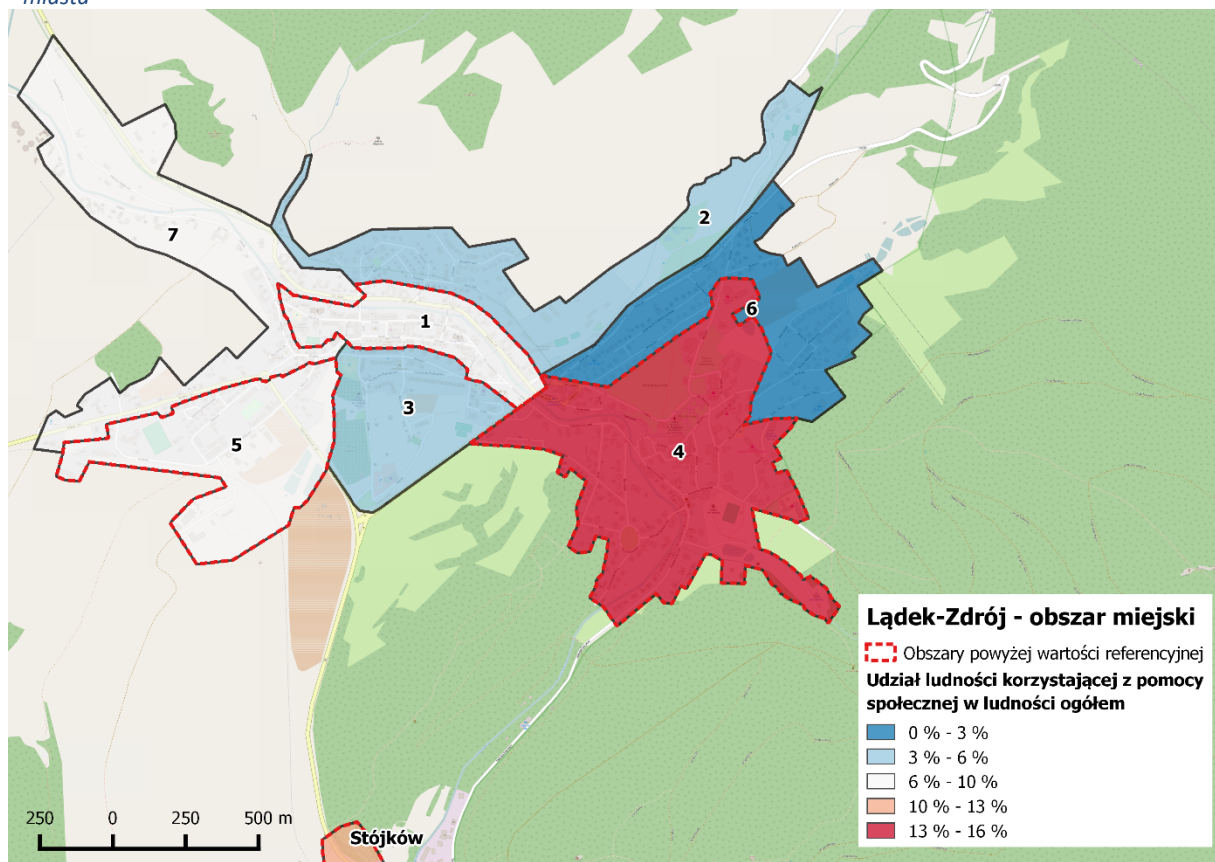 miasta
2
7
6
1
3
4
5
Lądek-Zdrój - obszar miejski
Obszary powyżej wartości referencyjnej
Udział ludności korzystającej z pomocy
społecznej w ludności ogółem
0 % - 3 %
3 % - 6 %
6 % - 10 %
10 % - 13 %
13 % - 16 %
250 0 250 500 m
Stójków